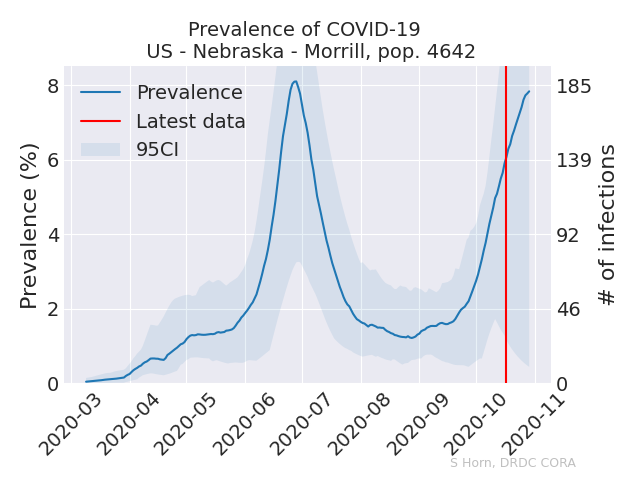 Prevalence of COVID-19
US - Nebraska - Morrill, pop. 4642
Prevalence
Latest data
95CI
Prevalence (%)
8
6
4
2
0
185
139
92
46
0
# of infections
2020-03
2020-04
2020-05
2020-06
2020-07
2020-08
2020-09
2020-10
2020-11
S Horn, DRDC CORA